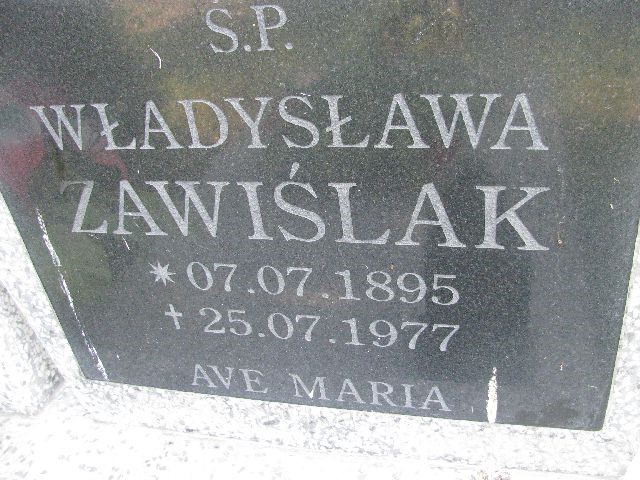 Ś.P.
WŁADYSŁAWA
ZAWIŚLAK
* 07.07.1895
† 25.07.1977
AVE MARIA